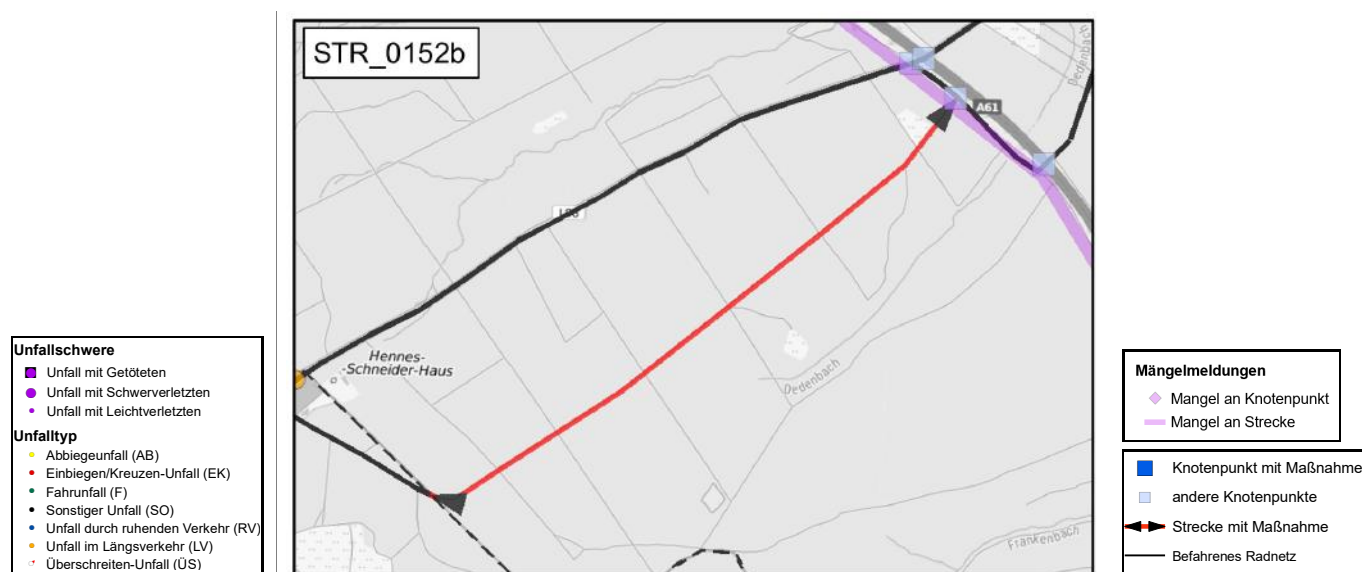 STR_0152b
Dedenbach
A61
L83
Hennes-
-Schneider-Haus
Dedenbach
Frankenbach
Unfallschwere
Unfall mit Getöteten
Unfall mit Schwerverletzten
Unfall mit Leichtverletzten
Unfalltyp
Abbiegeunfall (AB)
Einbiegen/Kreuzen-Unfall (EK)
Fahrunfall (F)
Sonstiger Unfall (SO)
Unfall durch ruhenden Verkehr (RV)
Unfall im Längsverkehr (LV)
Überschreiten-Unfall (ÜS)
Mängelmeldungen
Mangel an Knotenpunkt
Mangel an Strecke
Knotenpunkt mit Maßnahme
andere Knotenpunkte
Strecke mit Maßnahme
Befahrenes Radnetz